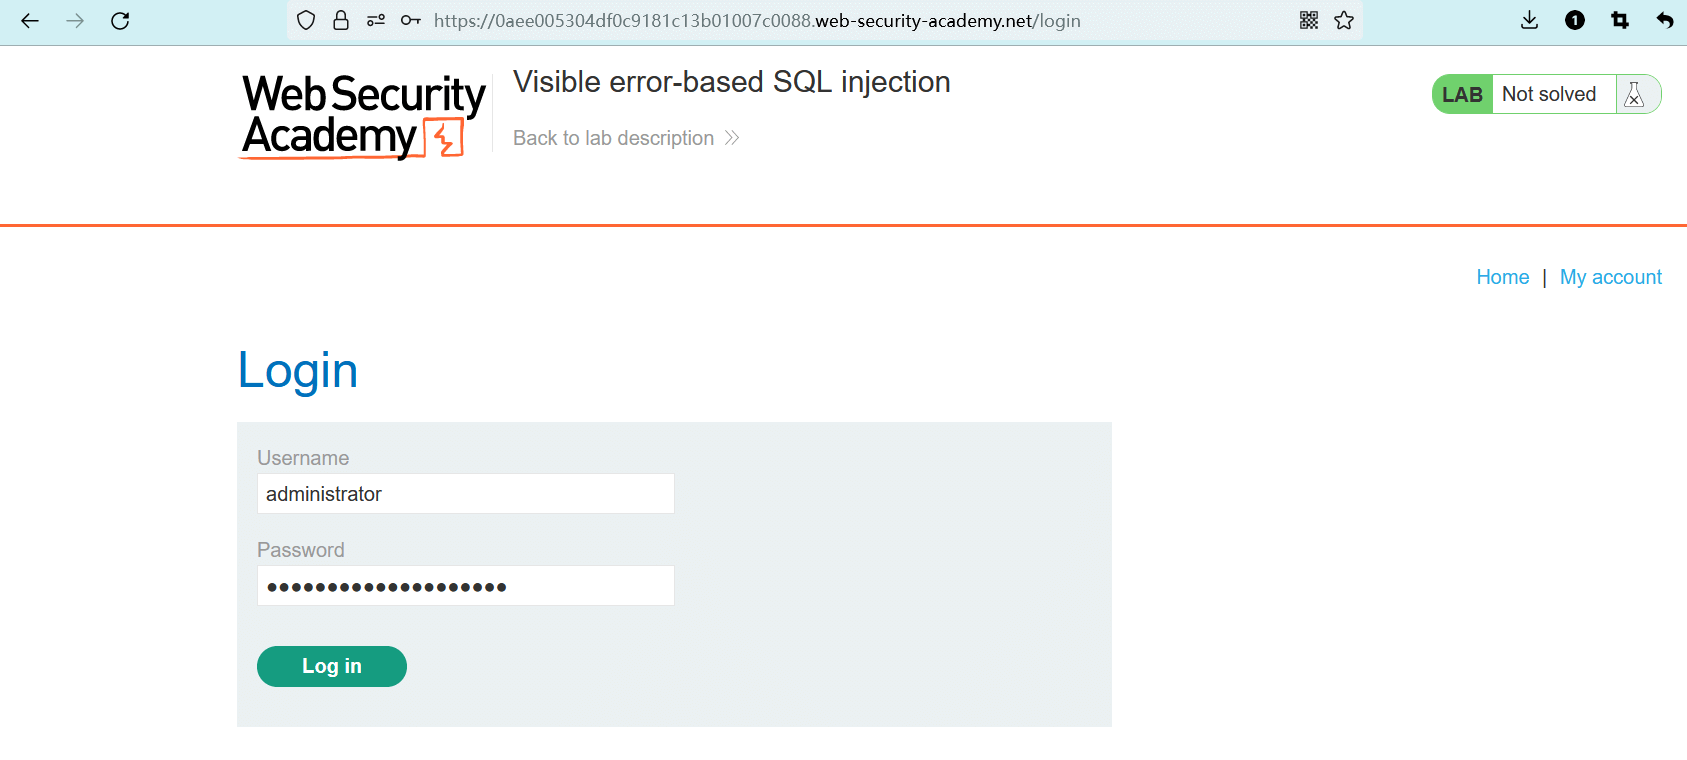 https://0aee005304df0c9181c13b01007c0088.web-security-academy.net/login
1
Web Security
Academy
Visible error-based SQL injection
Back to lab description
LAB Not solved
Home | My account
Login
Username
administrator
Password
Log in